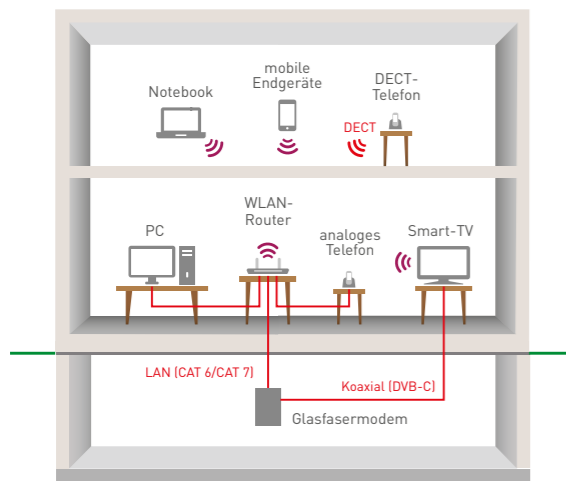 mobile
Endgeräte
DECT-
Telefon
Notebook
DECT
WLAN-
Router
PC
analoges
Telefon
Smart-TV
LAN (CAT 6/CAT 7)
Koaxial (DVB-C)
Glasfasermodem